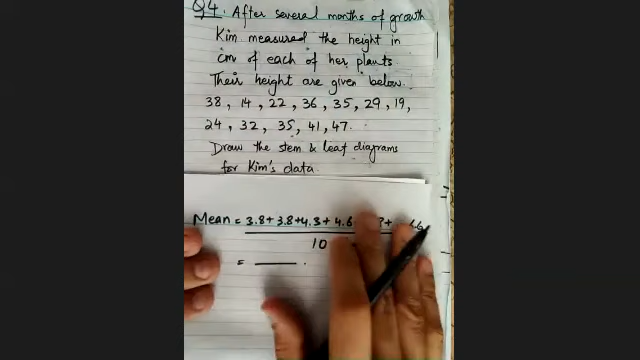 Q4. After several months of growth
Kim measured the height in
cm of each of her plants
Their height are given below.
38, 14, 22, 36, 35, 29, 19,
24, 32, 35, 41, 47.
Draw the stem & leaf diagrams
for Kim's data.
Mean = 3.8+3.8+4.3+4.6
10
= .